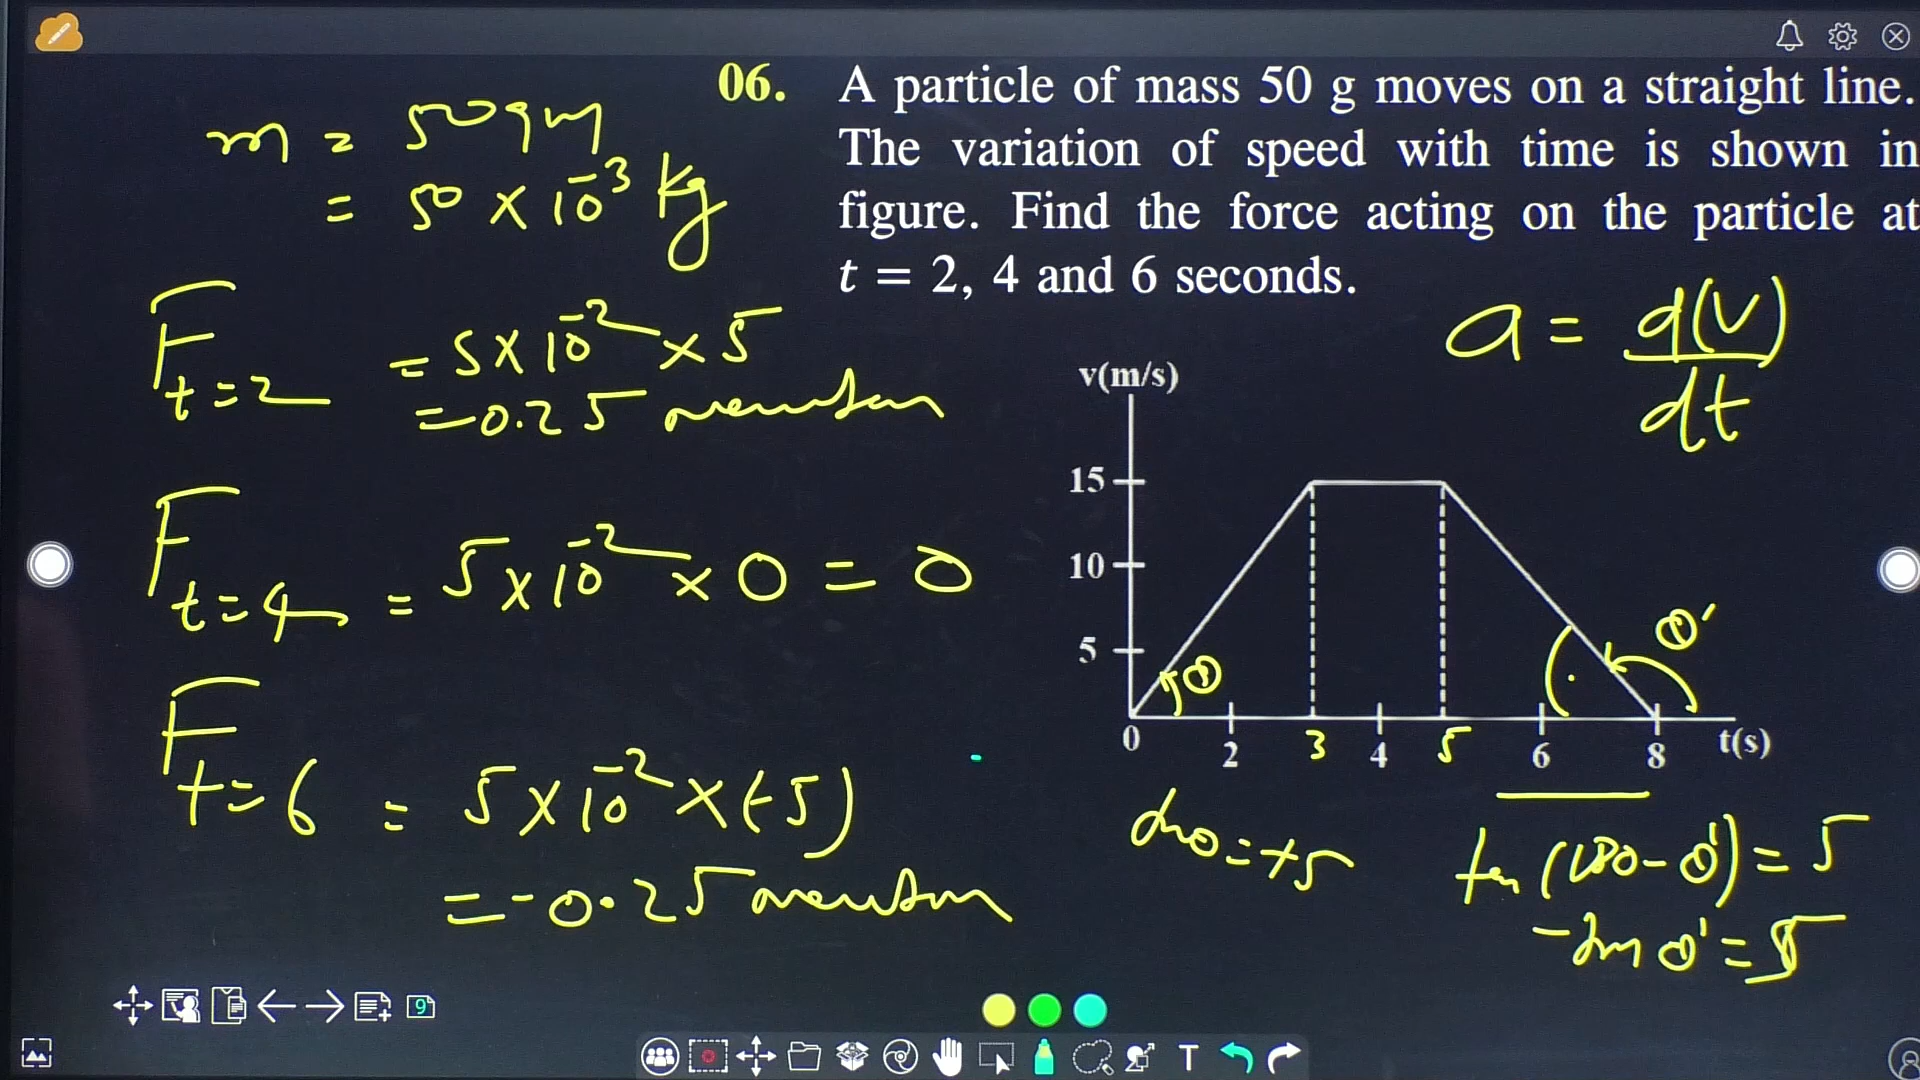 06. A particle of mass 50 g moves on a straight line.
The variation of speed with time is shown in
figure. Find the force acting on the particle at
t = 2, 4 and 6 seconds.
m = 50 gm
= 50 × 10⁻³ kg
F t=2 = 5×10⁻² × 5
= 0.25 newton
F t=4 = 5×10⁻² × 0 = 0
F t=6 = 5×10⁻² × (-5)
= -0.25 newton
a = d(v)/dt
v(m/s)
15
10
5
θ
θ'
0 2 3 4 5 6 8 t(s)
tan θ = +5
tan (180-θ') = 5
-tan θ' = 5
9
T